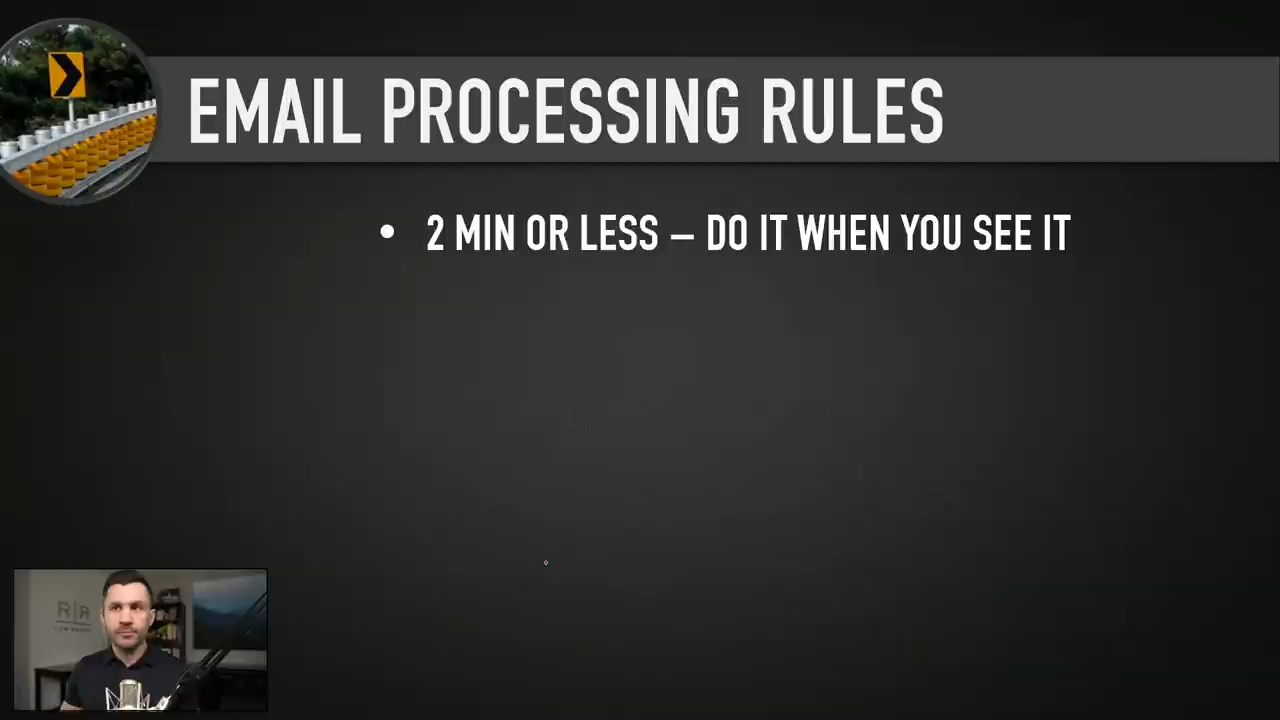 EMAIL PROCESSING RULES
• 2 MIN OR LESS – DO IT WHEN YOU SEE IT
R|R